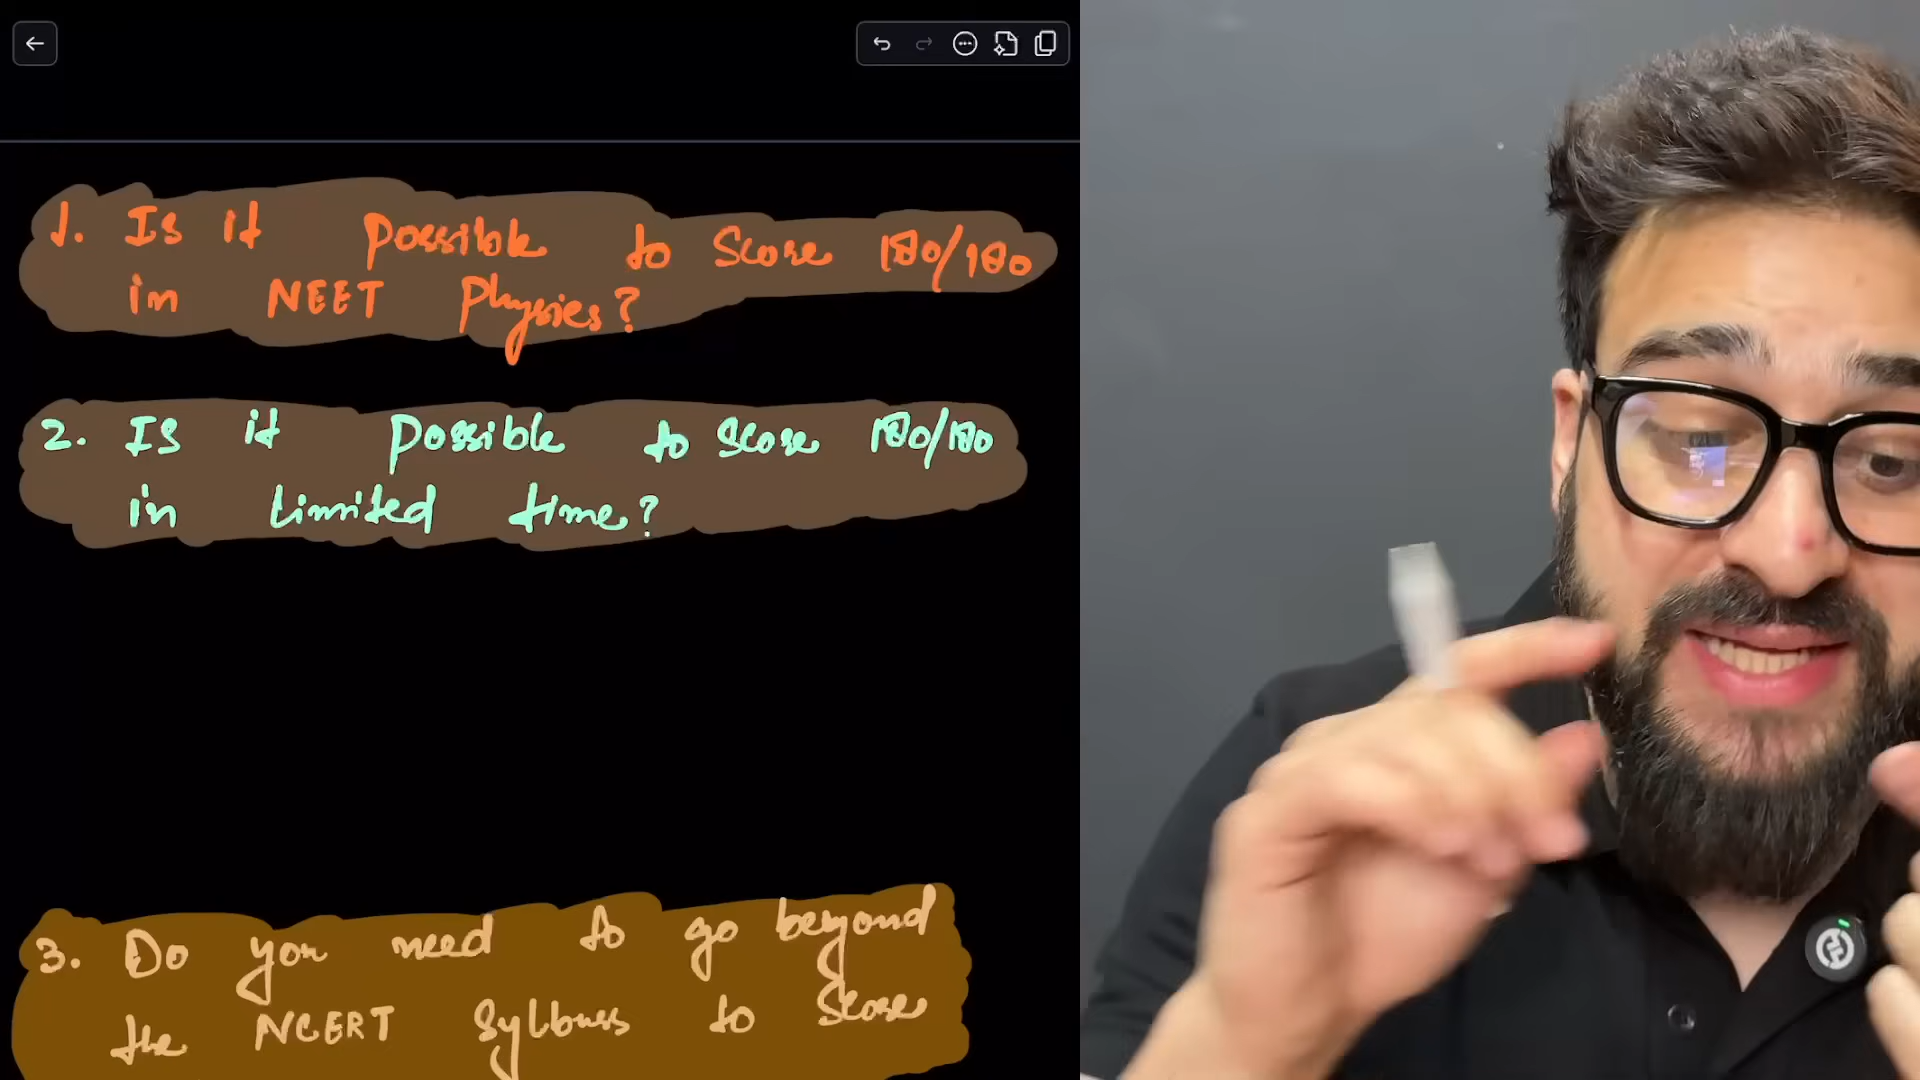 1. Is it possible to Score 180/180
in NEET Physics?
2. Is it possible to Score 180/180
in Limited time?
3. Do you need to go beyond
the NCERT Syllbuss to Score